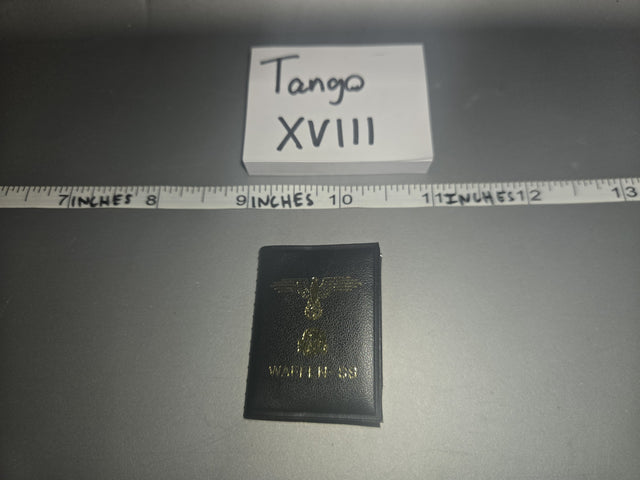 Tango
XVIII
7 INCHES 8 9 INCHES 10 11 INCHES 12 13
WAFFEN SS